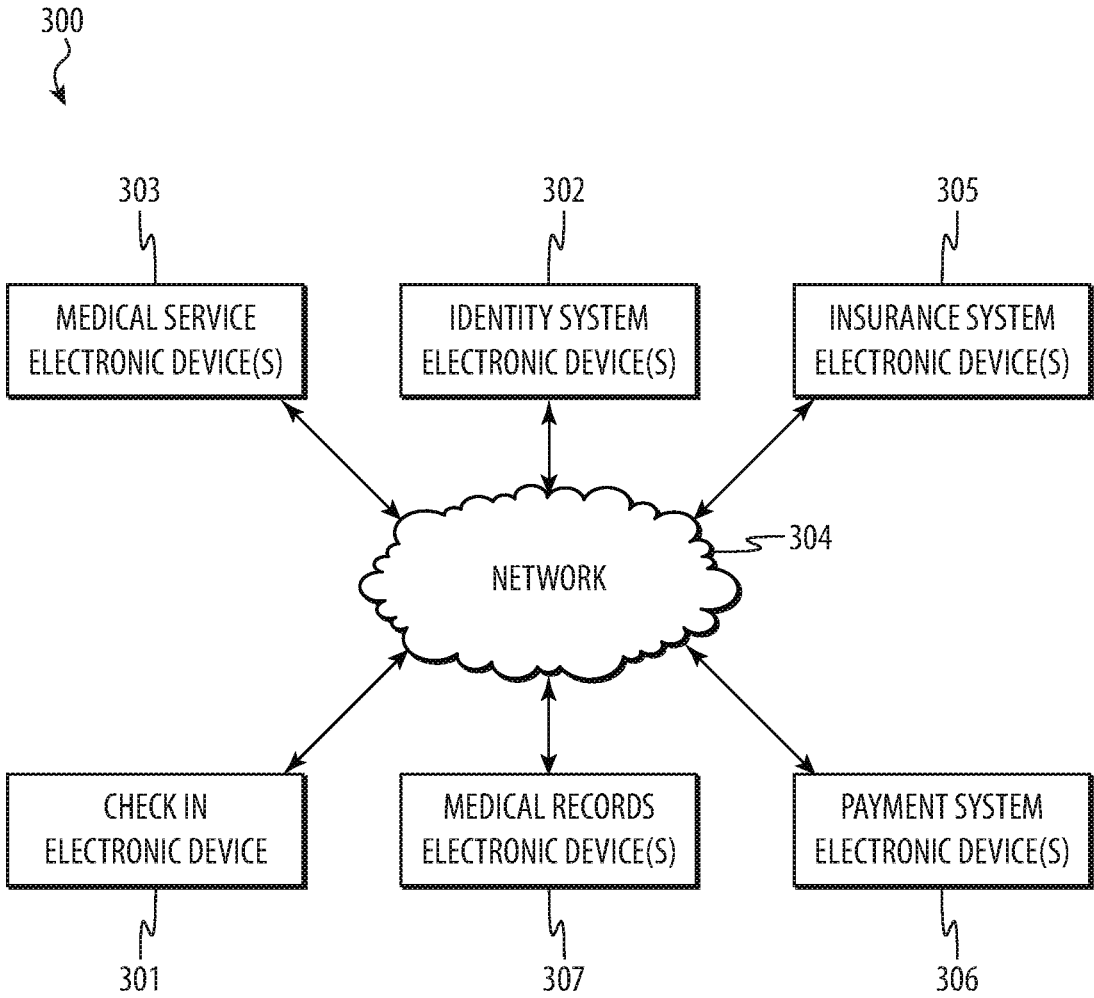 300
303
302
305
MEDICAL SERVICE
ELECTRONIC DEVICE(S)
IDENTITY SYSTEM
ELECTRONIC DEVICE(S)
INSURANCE SYSTEM
ELECTRONIC DEVICE(S)
304
NETWORK
CHECK IN
ELECTRONIC DEVICE
MEDICAL RECORDS
ELECTRONIC DEVICE(S)
PAYMENT SYSTEM
ELECTRONIC DEVICE(S)
301
307
306